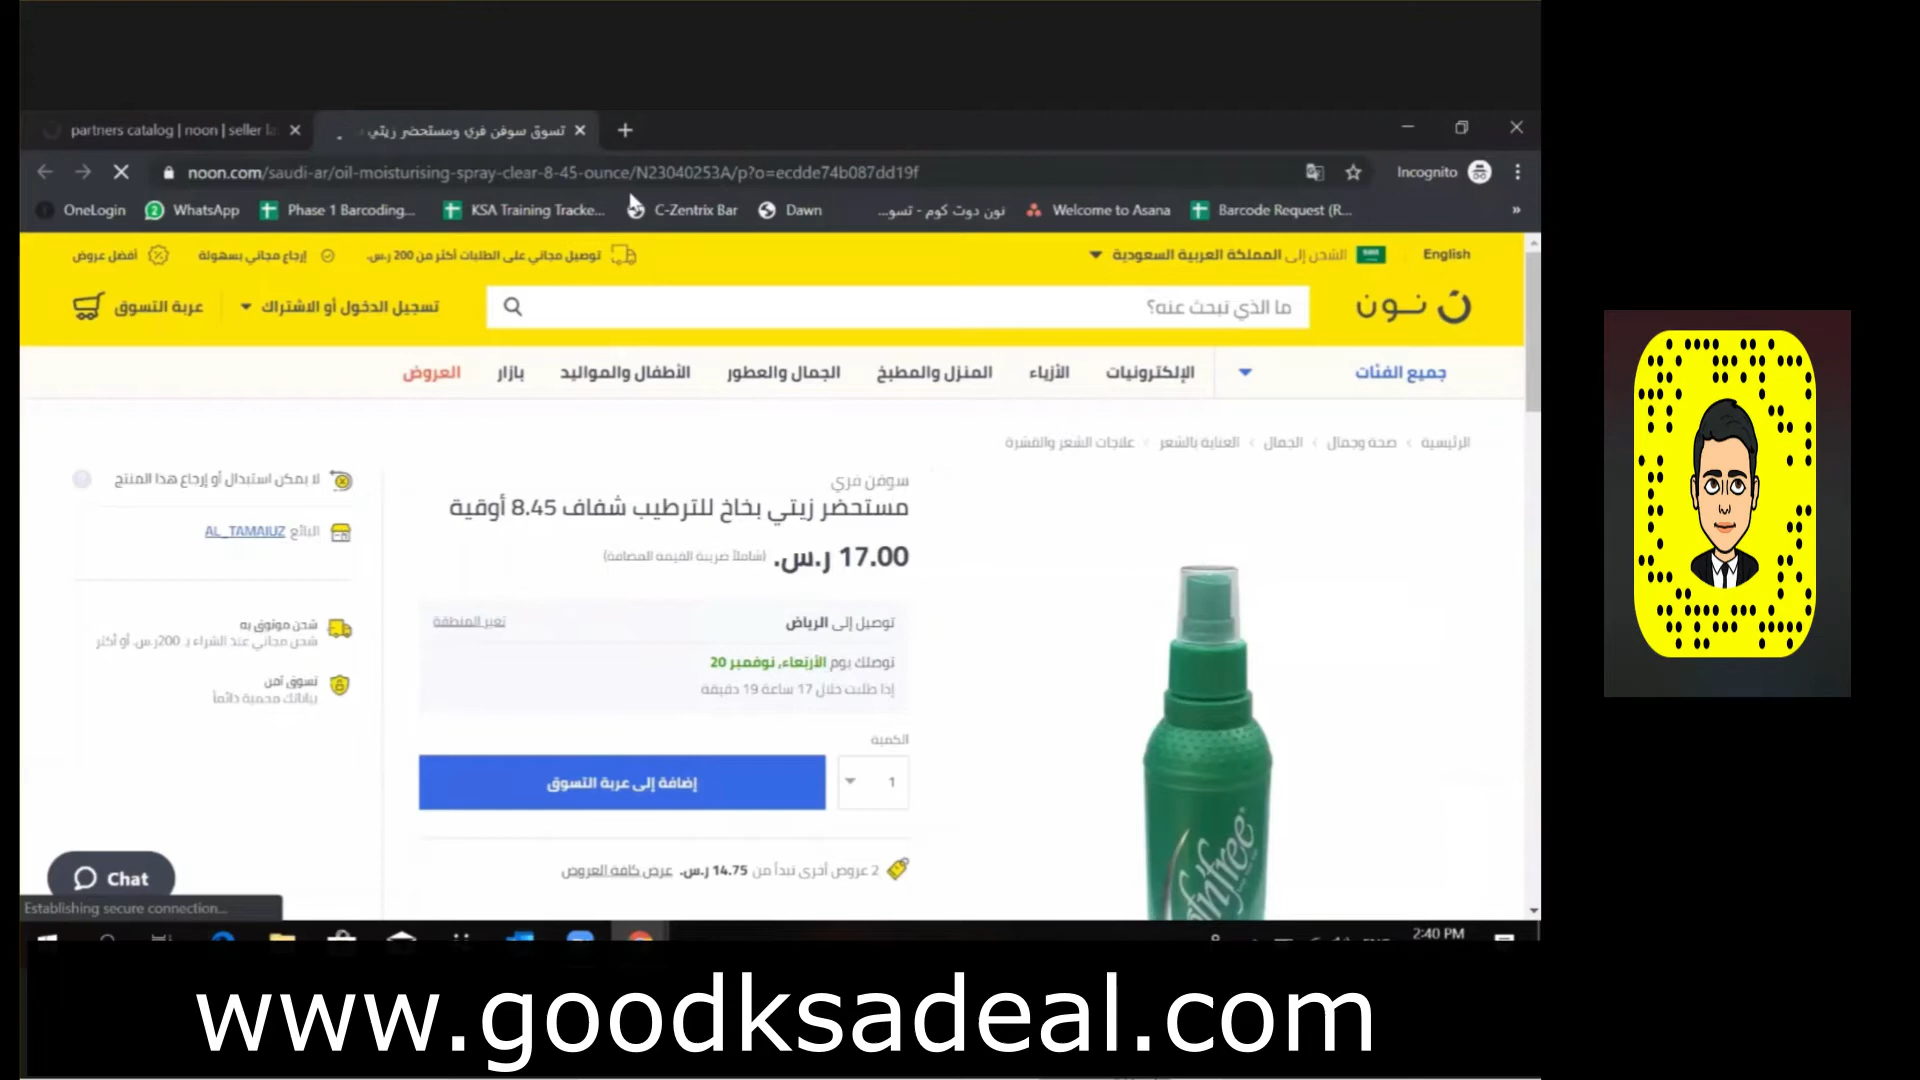 partners catalog | noon | seller la
تسوق سوفن فري ومستحضر زيتي
noon.com/saudi-ar/oil-moisturising-spray-clear-8-45-ounce/N23040253A/p?o=ecdde74b087dd19f
Incognito
OneLogin
WhatsApp
Phase 1 Barcoding...
KSA Training Tracke...
C-Zentrix Bar
Dawn
نون دوت كوم - تسو...
Welcome to Asana
Barcode Request (R...
»
English
الشحن إلى المملكة العربية السعودية
توصيل مجاني على الطلبات أكثر من 200 ر.س.
إرجاع مجاني بسهولة
أفضل عروض
نون
ما الذي تبحث عنه؟
تسجيل الدخول أو الاشتراك
عربة التسوق
جميع الفئات
الإلكترونيات
الأزياء
المنزل والمطبخ
الجمال والعطور
الأطفال والمواليد
بازار
العروض
الرئيسية › صحة وجمال › الجمال › العناية بالشعر › علاجات الشعر والقشرة
سوفن فري
مستحضر زيتي بخاخ للترطيب شفاف 8.45 أوقية
17.00 ر.س. (شاملاً ضريبة القيمة المضافة)
توصيل إلى الرياض
تغيير المنطقة
توصلك يوم الأربعاء، نوفمبر 20
إذا طلبت خلال 17 ساعة 19 دقيقة
الكمية
1
إضافة إلى عربة التسوق
2 عروض أخرى تبدأ من 14.75 ر.س. عرض كافة العروض
لا يمكن استبدال أو إرجاع هذا المنتج
البائع AL_TAMAIUZ
شحن موثوق به
شحن مجاني عند الشراء بـ 200ر.س. أو أكثر
تسوق آمن
بياناتك محمية دائماً
Chat
Establishing secure connection...
2:40 PM
www.goodksadeal.com